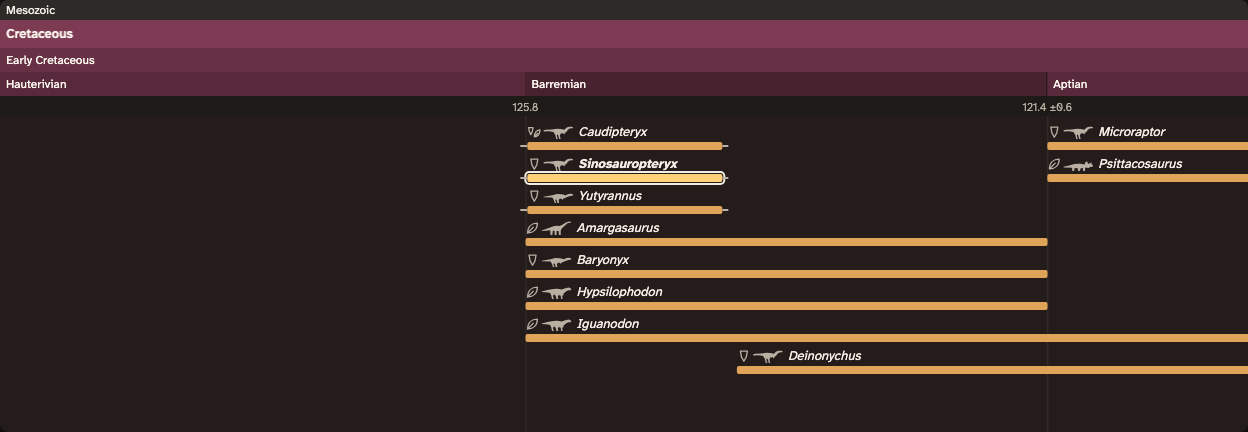 Mesozoic
Cretaceous
Early Cretaceous
Hauterivian Barremian Aptian
125.8 121.4 ±0.6
Caudipteryx Microraptor
Sinosauropteryx Psittacosaurus
Yutyrannus
Amargasaurus
Baryonyx
Hypsilophodon
Iguanodon
Deinonychus